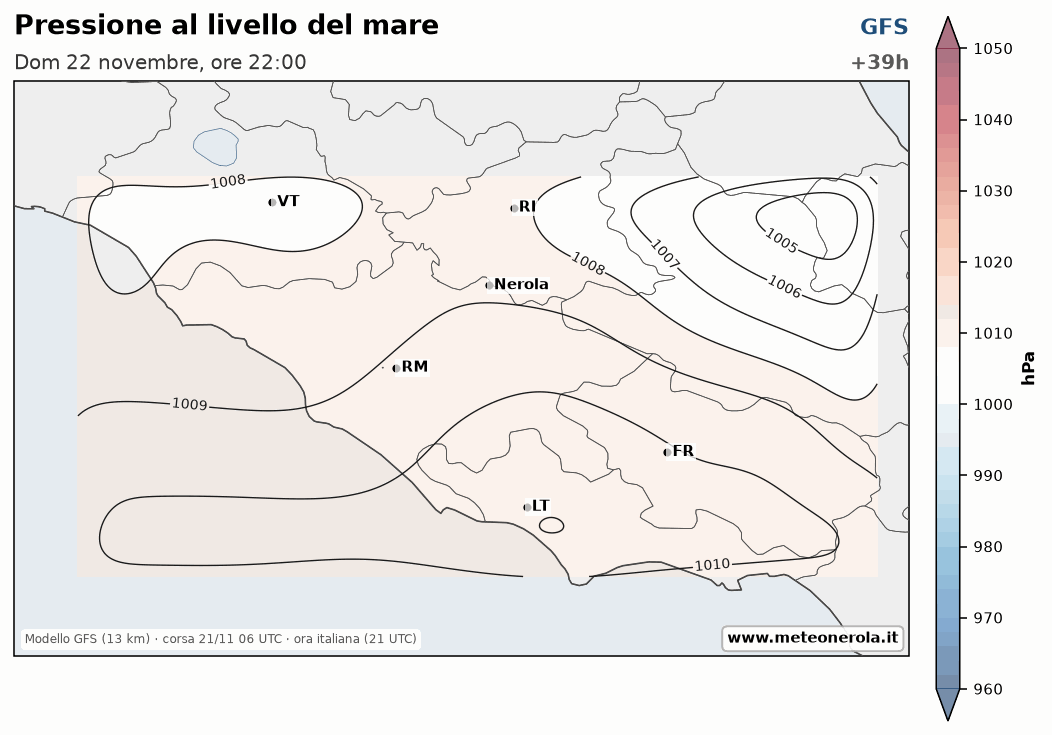 Pressione al livello del mare
GFS
Dom 22 novembre, ore 22:00
+39h
1008
VT
RI
1005
1007
1008
1006
Nerola
RM
1009
FR
LT
1010
Modello GFS (13 km) · corsa 21/11 06 UTC · ora italiana (21 UTC)
www.meteonerola.it
1050
1040
1030
1020
1010
1000
990
980
970
960
hPa